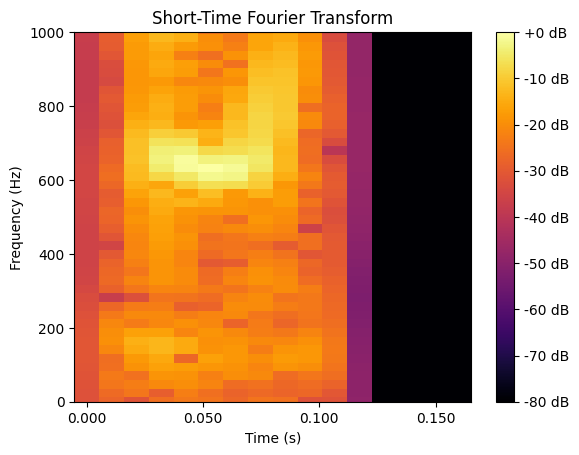 Short-Time Fourier Transform
1000
800
600
400
200
0
Frequency (Hz)
0.000
0.050
0.100
0.150
Time (s)
+0 dB
-10 dB
-20 dB
-30 dB
-40 dB
-50 dB
-60 dB
-70 dB
-80 dB